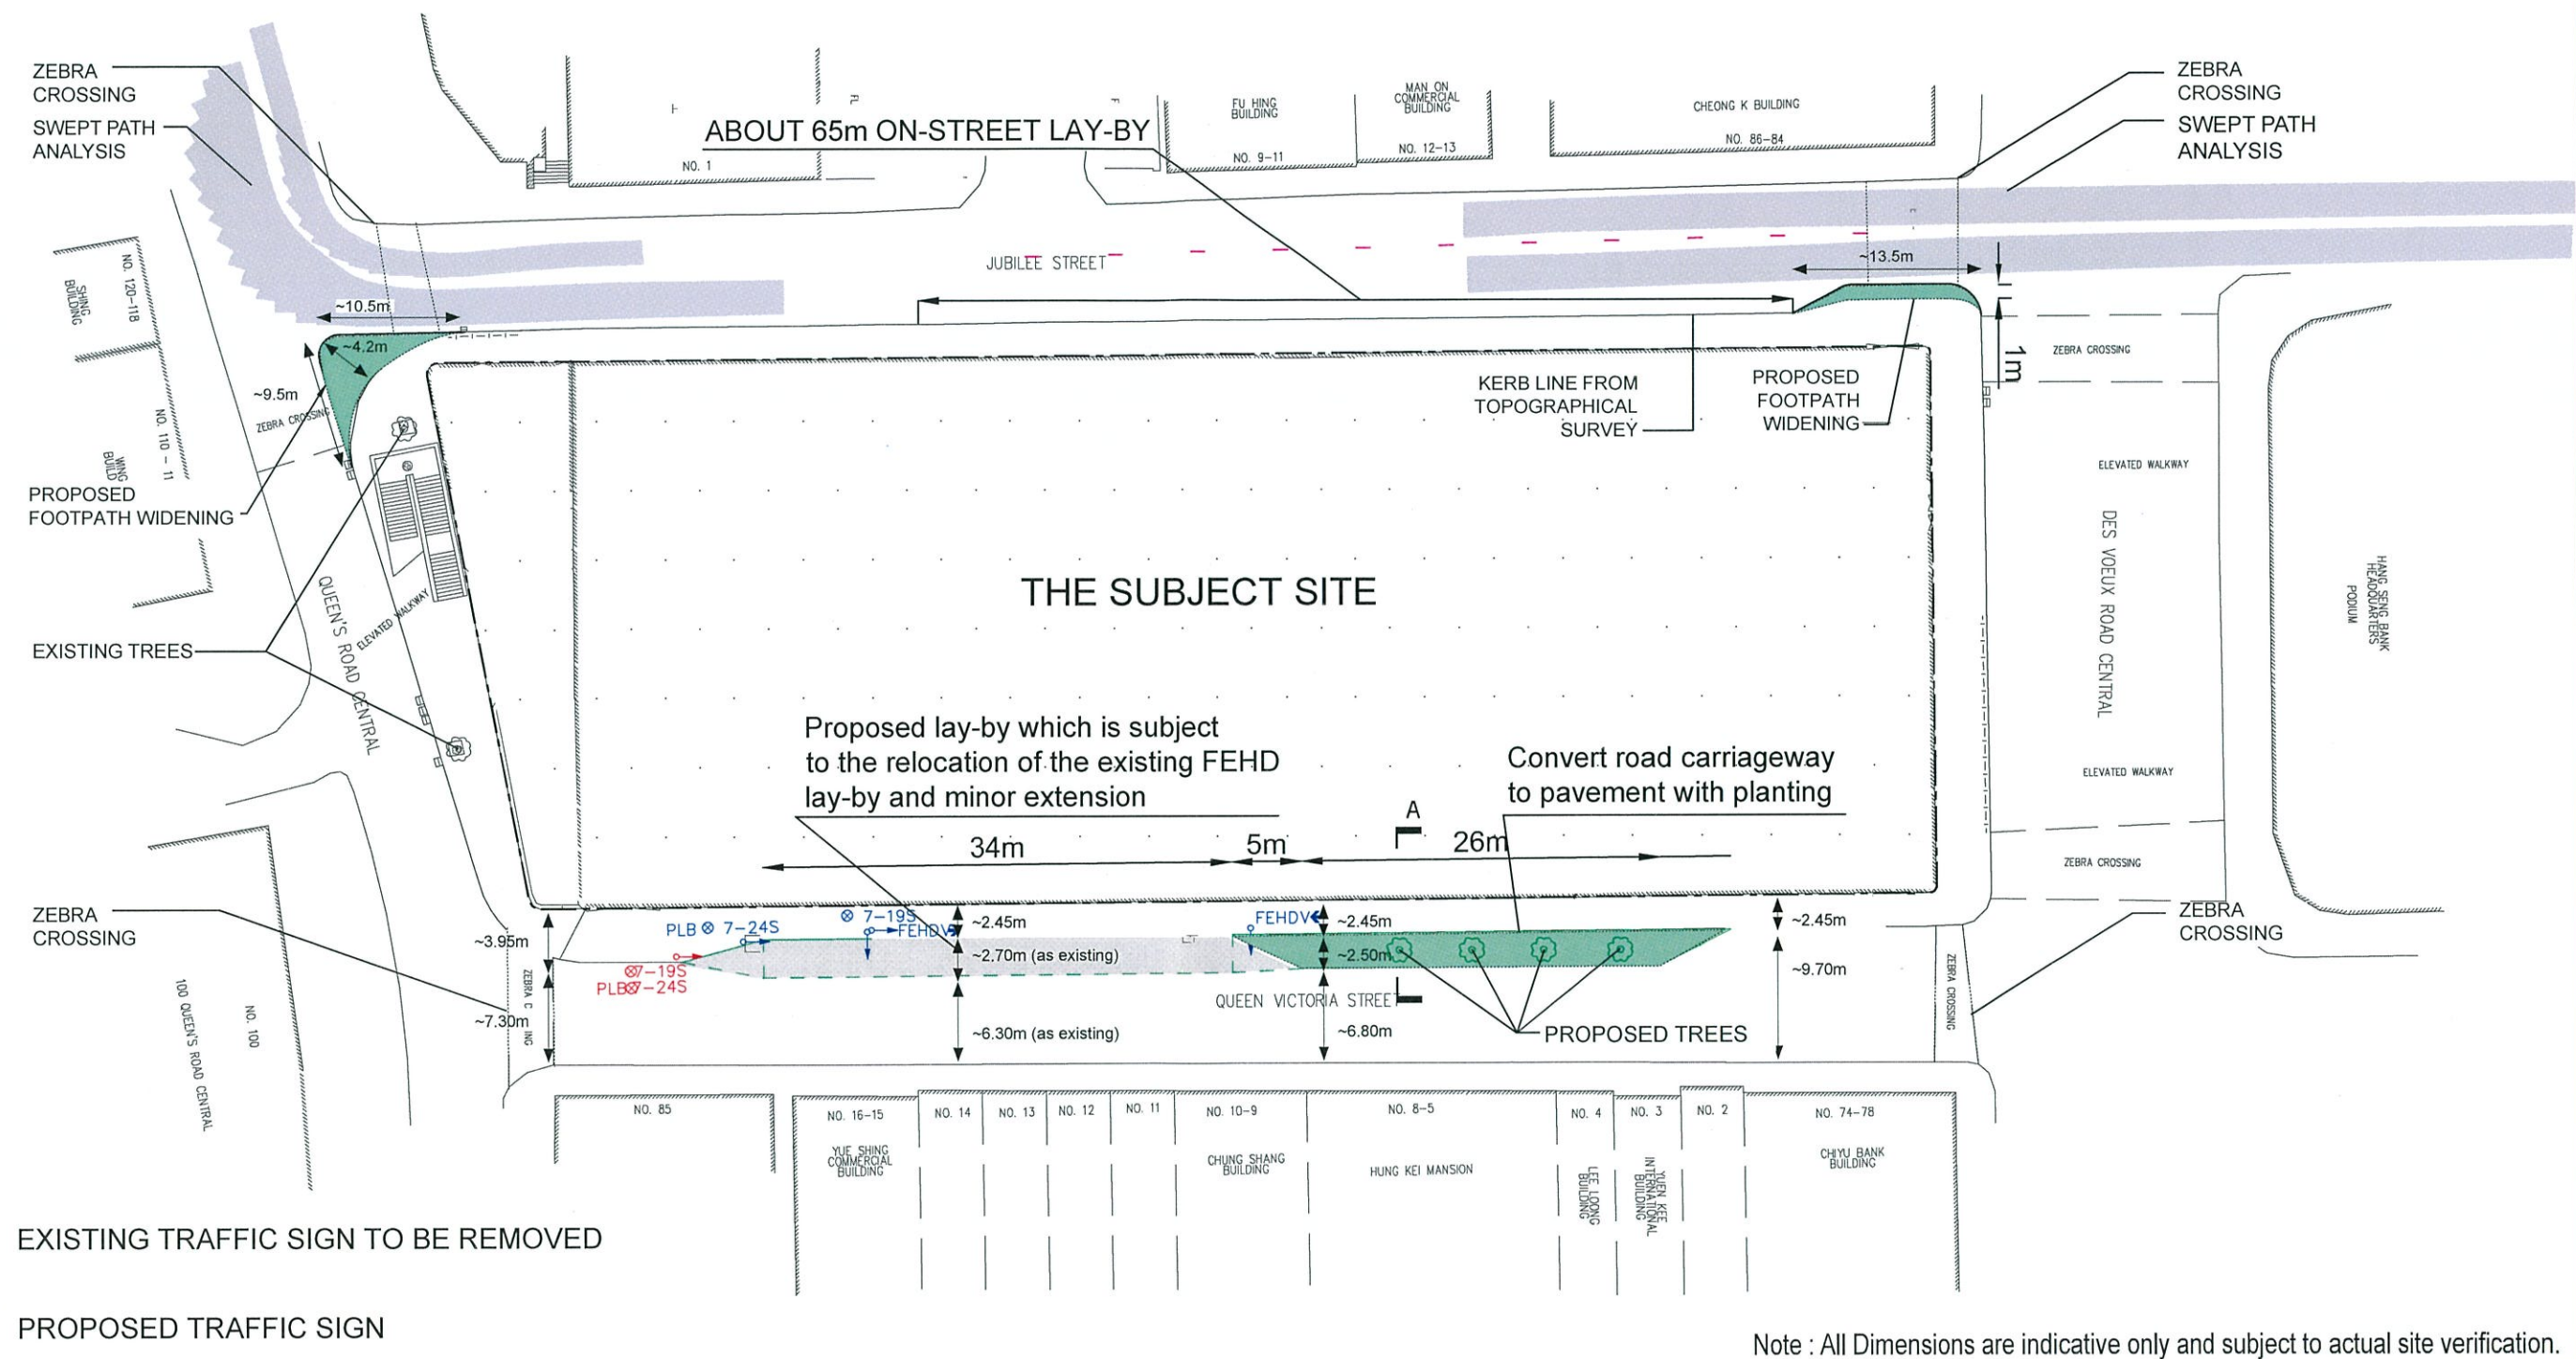 ZEBRA
CROSSING
SWEPT PATH
ANALYSIS
NO. 1
ABOUT 65m ON-STREET LAY-BY
FU HING
BUILDING
NO. 9-11
MAN ON
COMMERCIAL
BUILDING
NO. 12-13
CHEONG K BUILDING
NO. 86-84
ZEBRA
CROSSING
SWEPT PATH
ANALYSIS
JUBILEE STREET
~13.5m
1m
ZEBRA CROSSING
NO. 120-118
SHING
BUILDING
~10.5m
~4.2m
~9.5m
ZEBRA CROSSING
NO. 110 - 11
WING
BUILD
KERB LINE FROM
TOPOGRAPHICAL
SURVEY
PROPOSED
FOOTPATH
WIDENING
PROPOSED
FOOTPATH WIDENING
ELEVATED WALKWAY
DES VOEUX ROAD CENTRAL
HANG SENG BANK
HEADQUARTERS
PODIUM
QUEEN'S ROAD CENTRAL
ELEVATED WALKWAY
EXISTING TREES
THE SUBJECT SITE
Proposed lay-by which is subject
to the relocation of the existing FEHD
lay-by and minor extension
Convert road carriageway
to pavement with planting
ELEVATED WALKWAY
ZEBRA CROSSING
A
34m
5m
26m
ZEBRA
CROSSING
PLB 7-24S
7-19S
FEHDV
FEHDV
~2.45m
~2.45m
~2.45m
~3.95m
~2.70m (as existing)
~2.50m
~9.70m
7-19S
PLB 7-24S
ZEBRA C ING
~7.30m
QUEEN VICTORIA STREET
~6.30m (as existing)
~6.80m
PROPOSED TREES
ZEBRA CROSSING
ZEBRA
CROSSING
100 QUEEN'S ROAD CENTRAL
NO. 100
NO. 85
NO. 16-15
YUE SHING
COMMERCIAL
BUILDING
NO. 14
NO. 13
NO. 12
NO. 11
NO. 10-9
CHUNG SHANG
BUILDING
NO. 8-5
HUNG KEI MANSION
NO. 4
LEE LOONG
BUILDING
NO. 3
YUEN KEE
INTERNATIONAL
BUILDING
NO. 2
NO. 74-78
CHIYU BANK
BUILDING
EXISTING TRAFFIC SIGN TO BE REMOVED
PROPOSED TRAFFIC SIGN
Note : All Dimensions are indicative only and subject to actual site verification.